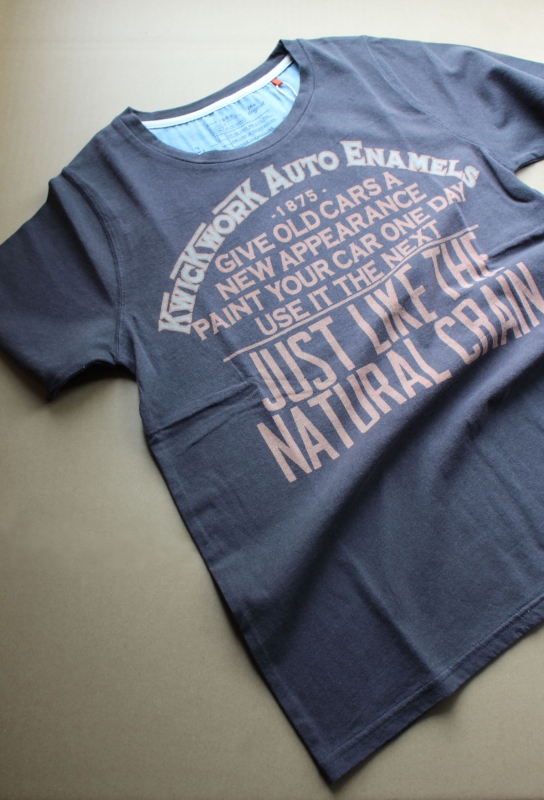 KWICKWORK AUTO ENAMELS
-1875-
GIVE OLD CARS A
NEW APPEARANCE
PAINT YOUR CAR ONE DAY
USE IT THE NEXT
JUST LIKE THE
NATURAL GRAIN